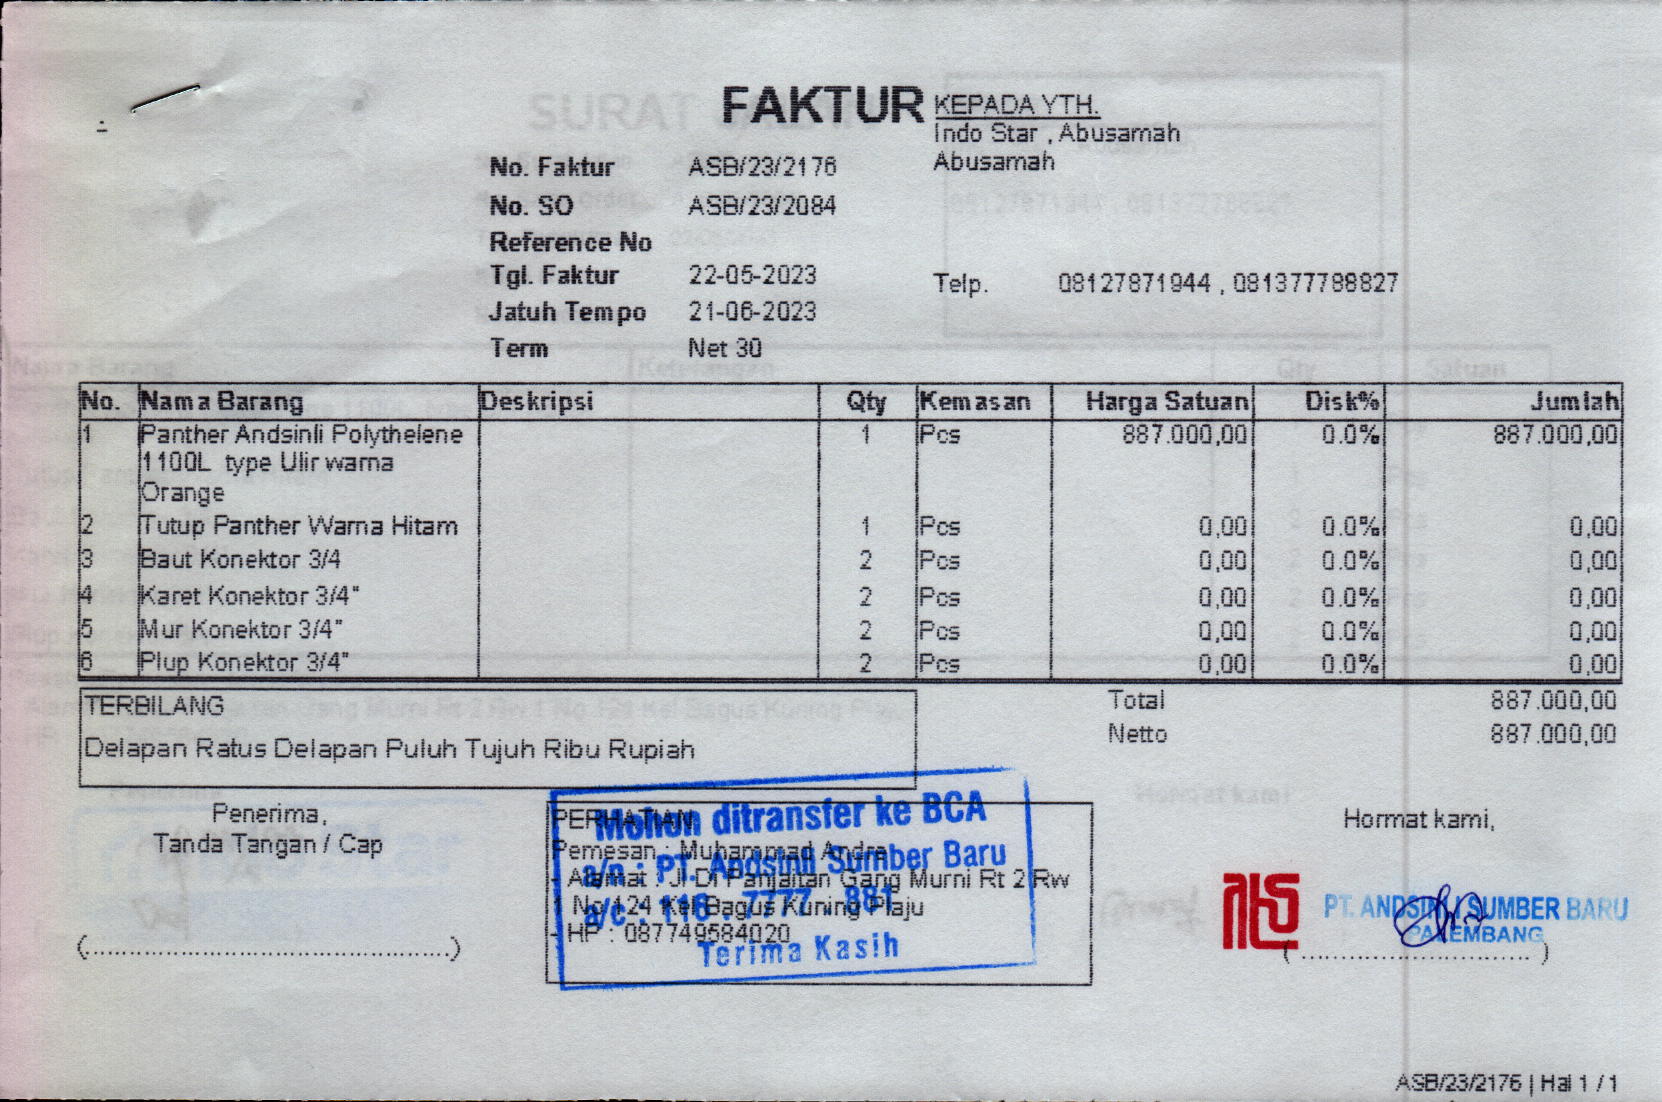 FAKTUR
KEPADA YTH.
Indo Star , Abusamah
Abusamah
No. Faktur ASB/23/2176
No. SO ASB/23/2084
Reference No
Tgl. Faktur 22-05-2023
Telp. 08127871944 , 081377788827
Jatuh Tempo 21-06-2023
Term Net 30
No. Nama Barang Deskripsi Qty Kemasan Harga Satuan Disk% Jumlah
1 Panther Andsinli Polythelene 1 Pcs 887.000,00 0.0% 887.000,00
1100L type Ulir warna
Orange
2 Tutup Panther Warna Hitam 1 Pcs 0,00 0.0% 0,00
3 Baut Konektor 3/4 2 Pcs 0,00 0.0% 0,00
4 Karet Konektor 3/4" 2 Pcs 0,00 0.0% 0,00
5 Mur Konektor 3/4" 2 Pcs 0,00 0.0% 0,00
6 Plup Konektor 3/4" 2 Pcs 0,00 0.0% 0,00
TERBILANG
Delapan Ratus Delapan Puluh Tujuh Ribu Rupiah
Total 887.000,00
Netto 887.000,00
Penerima,
Tanda Tangan / Cap
(................................................)
PERHATIAN
Pemesan : Muhammad Andra
- Alamat : Jl DI Panjaitan Gang Murni Rt 2 Rw
1 No 124 Kel Bagus Kuning Plaju
- HP : 087749584020
Mohon ditransfer ke BCA
a/n : PT. Andsinli Sumber Baru
a/c : 116 . 7777 . 881
Terima Kasih
Hormat kami,
PT. ANDSINLI SUMBER BARU
PALEMBANG
( .............................. )
ASB/23/2176 | Hal 1 / 1